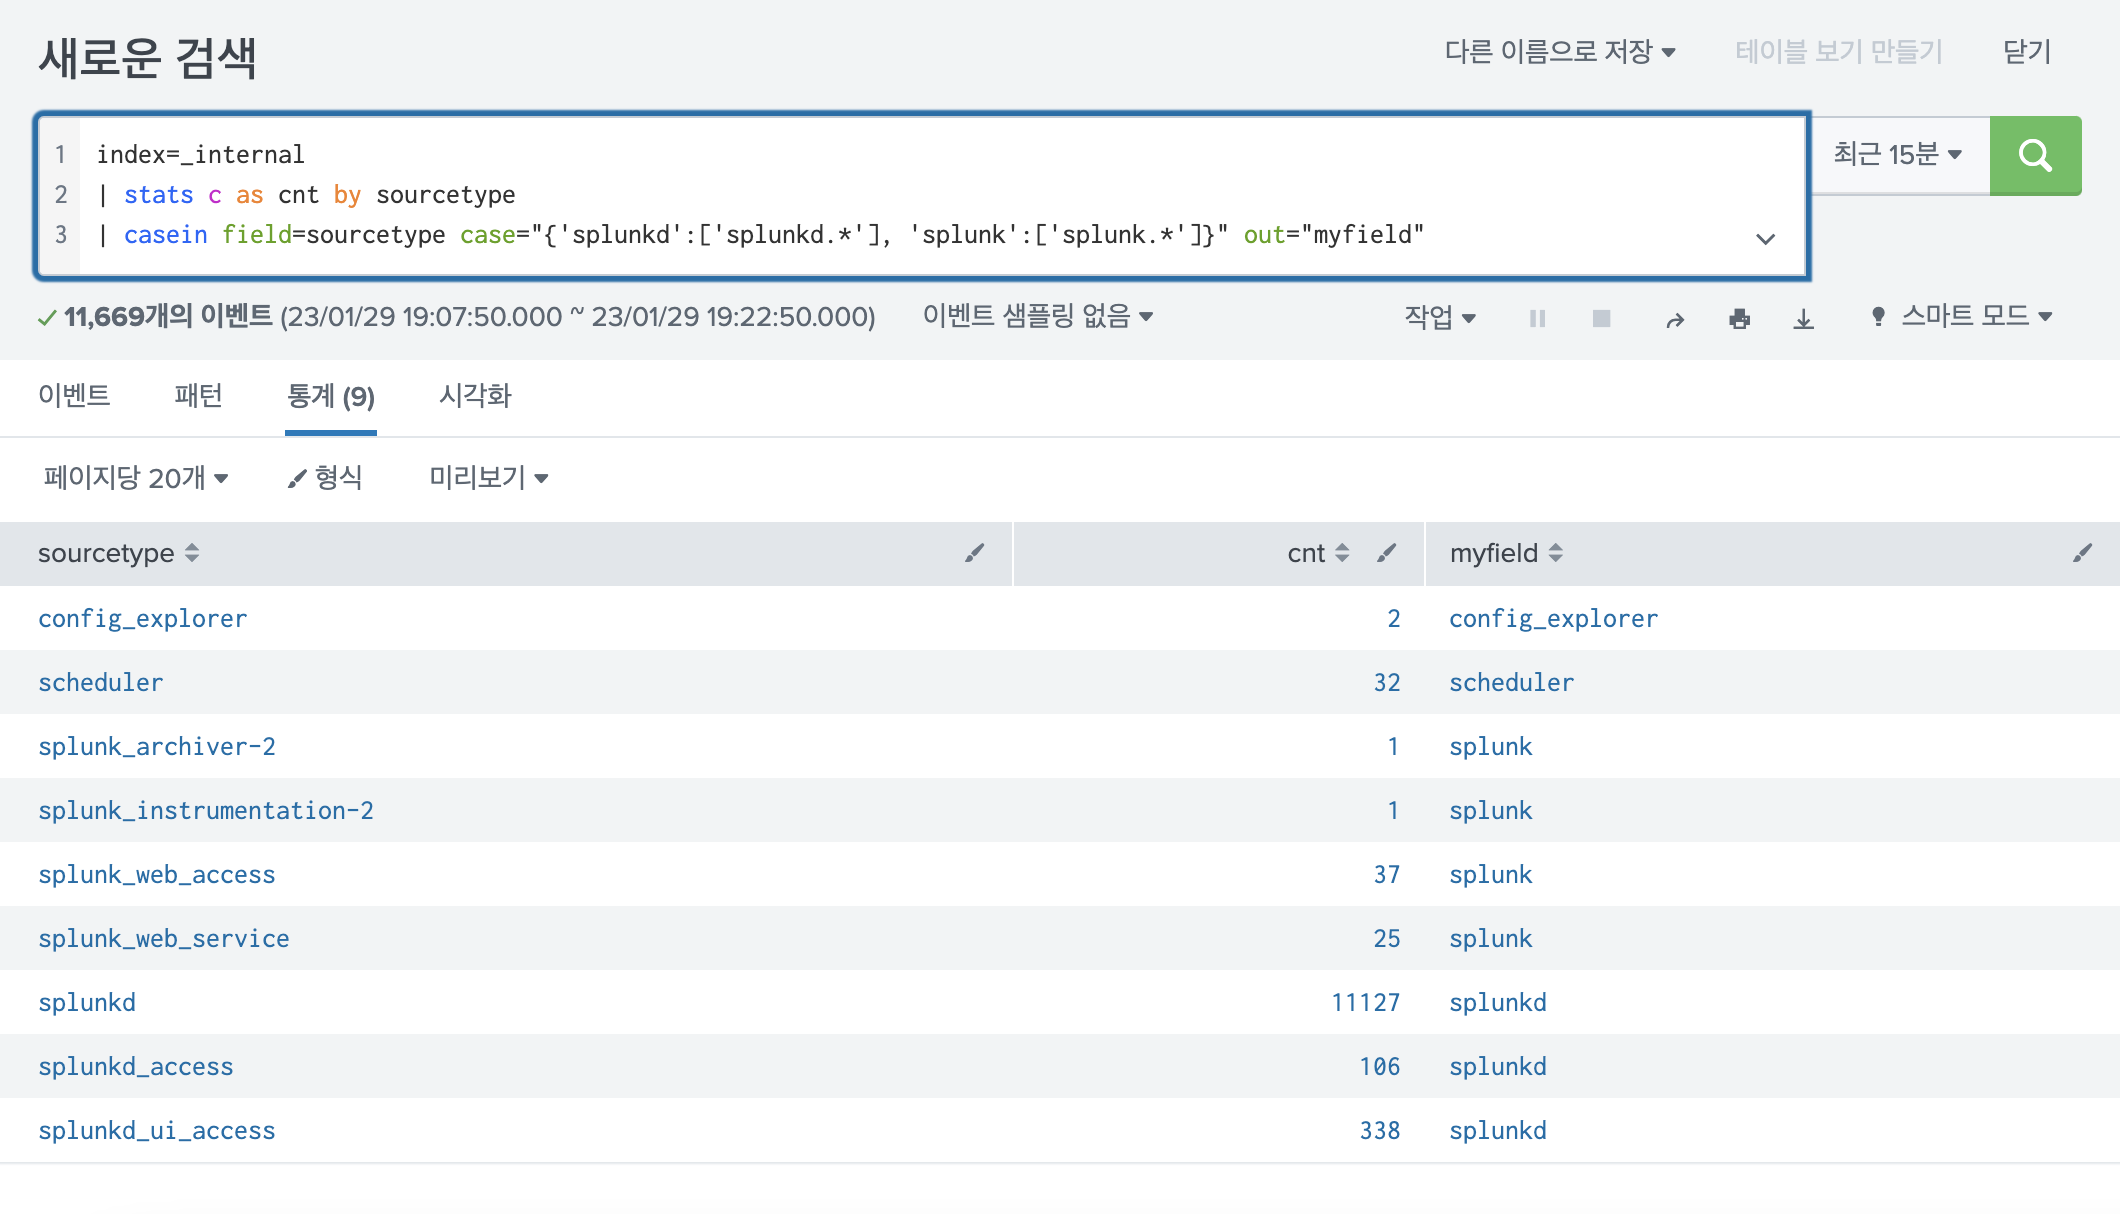 새로운 검색
다른 이름으로 저장 테이블 보기 만들기 닫기
1 index=_internal
2 | stats c as cnt by sourcetype
3 | casein field=sourcetype case="{'splunkd':['splunkd.*'], 'splunk':['splunk.*']}" out="myfield"
최근 15분
11,669개의 이벤트 (23/01/29 19:07:50.000 ~ 23/01/29 19:22:50.000) 이벤트 샘플링 없음 작업 스마트 모드
이벤트 패턴 통계 (9) 시각화
페이지당 20개 형식 미리보기
sourcetype cnt myfield
config_explorer 2 config_explorer
scheduler 32 scheduler
splunk_archiver-2 1 splunk
splunk_instrumentation-2 1 splunk
splunk_web_access 37 splunk
splunk_web_service 25 splunk
splunkd 11127 splunkd
splunkd_access 106 splunkd
splunkd_ui_access 338 splunkd